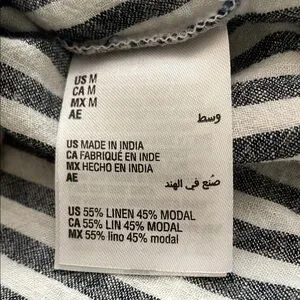 US M
CA M
MX M
AE وسط
US MADE IN INDIA
CA FABRIQUÉ EN INDE
MX HECHO EN INDIA
AE صنع في الهند
US 55% LINEN 45% MODAL
CA 55% LIN 45% MODAL
MX 55% lino 45% modal